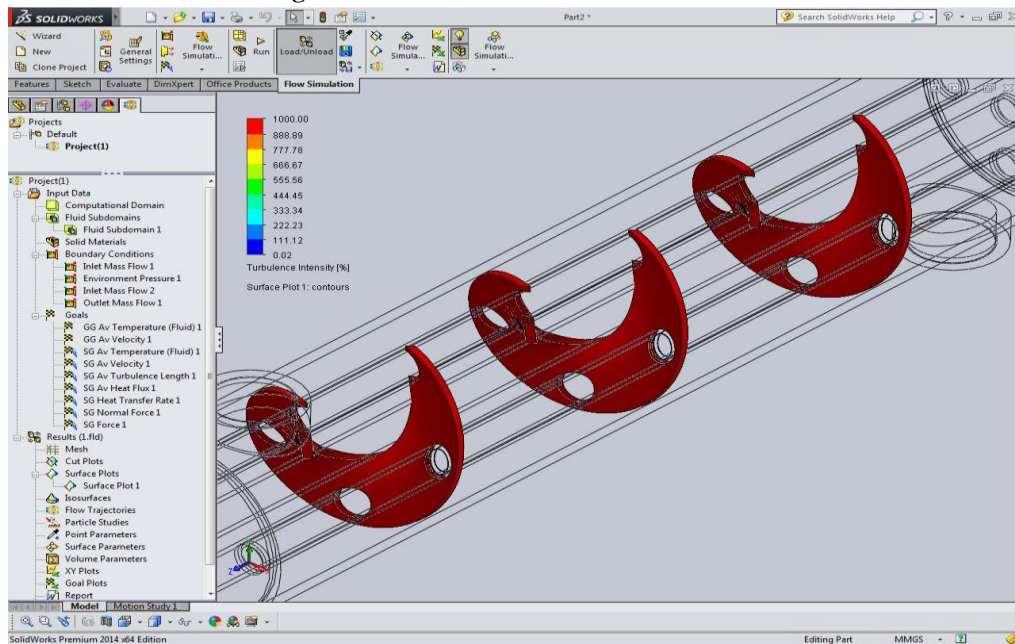 SOLIDWORKS
Part2 *
Search SolidWorks Help
Wizard
New
Clone Project
General Settings
Flow Simulati...
Run
Load/Unload
Flow Simula...
Flow Simulati...
Features Sketch Evaluate DimXpert Office Products Flow Simulation
Projects
Default
Project(1)
Project(1)
Input Data
Computational Domain
Fluid Subdomains
Fluid Subdomain 1
Solid Materials
Boundary Conditions
Inlet Mass Flow 1
Environment Pressure 1
Inlet Mass Flow 2
Outlet Mass Flow 1
Goals
GG Av Temperature (Fluid) 1
GG Av Velocity 1
SG Av Temperature (Fluid) 1
SG Av Velocity 1
SG Av Turbulence Length 1
SG Av Heat Flux 1
SG Heat Transfer Rate 1
SG Normal Force 1
SG Force 1
Results (1.fld)
Mesh
Cut Plots
Surface Plots
Surface Plot 1
Isosurfaces
Flow Trajectories
Particle Studies
Point Parameters
Surface Parameters
Volume Parameters
XY Plots
Goal Plots
Report
1000.00
888.89
777.78
666.67
555.56
444.45
333.34
222.23
111.12
0.02
Turbulence Intensity [%]
Surface Plot 1: contours
Z
Model Motion Study 1
SolidWorks Premium 2014 x64 Edition
Editing Part
MMGS